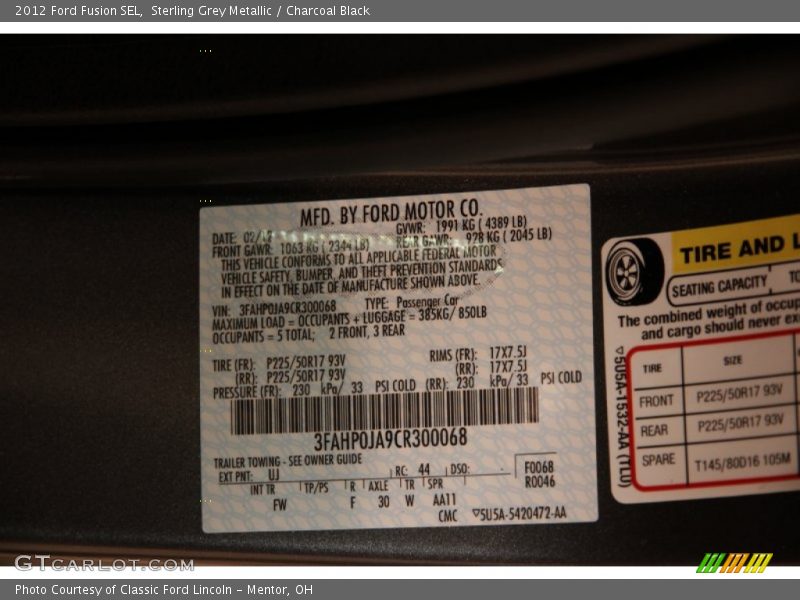 2012 Ford Fusion SEL,  Sterling Grey Metallic / Charcoal Black
MFD. BY FORD MOTOR CO.
DATE: 02/12 GVWR: 1991 KG ( 4389 LB)
FRONT GAWR: 1063 KG ( 2344 LB) REAR GAWR: 928 KG ( 2045 LB)
THIS VEHICLE CONFORMS TO ALL APPLICABLE FEDERAL MOTOR
VEHICLE SAFETY, BUMPER, AND THEFT PREVENTION STANDARDS
IN EFFECT ON THE DATE OF MANUFACTURE SHOWN ABOVE.
VIN: 3FAHP0JA9CR300068 TYPE: Passenger Car
MAXIMUM LOAD = OCCUPANTS + LUGGAGE = 385KG/ 850LB
OCCUPANTS = 5 TOTAL; 2 FRONT, 3 REAR
TIRE (FR): P225/50R17 93V RIMS (FR): 17X7.5J
(RR): P225/50R17 93V (RR): 17X7.5J
PRESSURE (FR): 230 kPa/ 33 PSI COLD (RR): 230 kPa/ 33 PSI COLD
3FAHP0JA9CR300068
TRAILER TOWING - SEE OWNER GUIDE
EXT PNT: UJ RC: 44 DSO: F0068
R0046
INT TR TP/PS R AXLE TR SPR
FW F 30 W AA11
CMC ▽5U5A-5420472-AA
TIRE AND L
SEATING CAPACITY TO
The combined weight of occup
and cargo should never ex
TIRE SIZE
FRONT P225/50R17 93V
REAR P225/50R17 93V
SPARE T145/80D16 105M
▽5U5A-1532-AA (TLU)
GTCARLOT.COM
Photo Courtesy of Classic Ford Lincoln - Mentor, OH